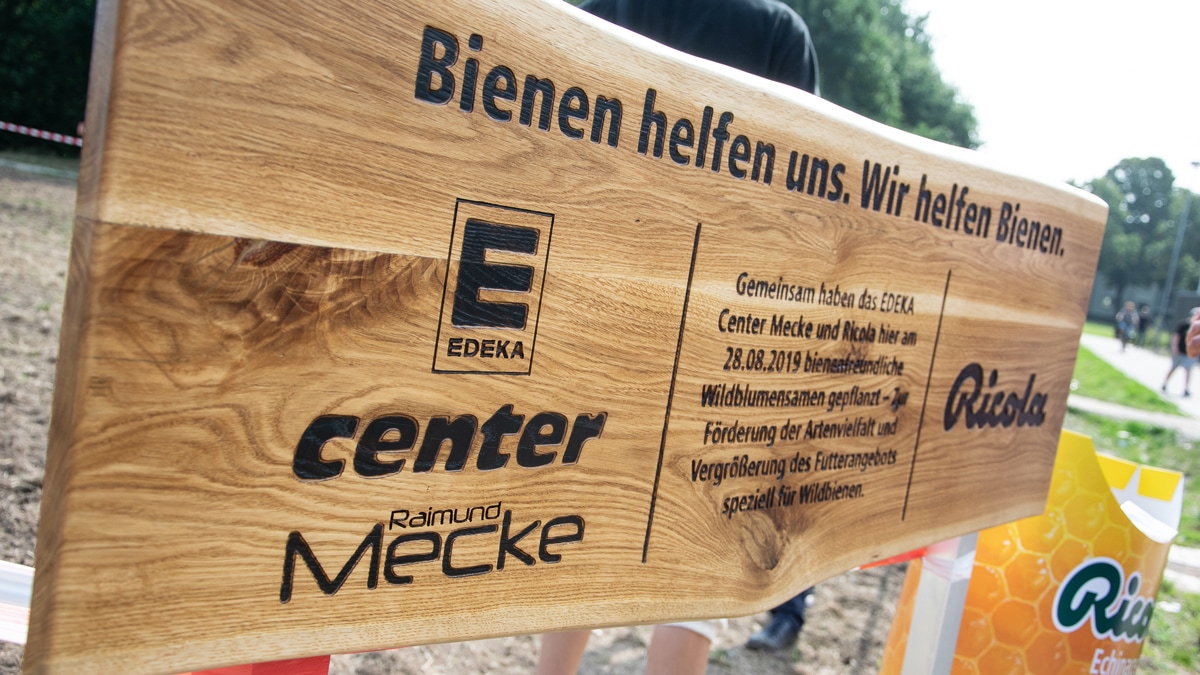 Bienen helfen uns. Wir helfen Bienen.
E
EDEKA
center
Raimund
Mecke
Gemeinsam haben das EDEKA
Center Mecke und Ricola hier am
28.08.2019 bienenfreundliche
Wildblumensamen gepflanzt – Zur
Förderung der Artenvielfalt und
Vergrößerung des Futterangebots
speziell für Wildbienen.
Ricola
Rico
Echina